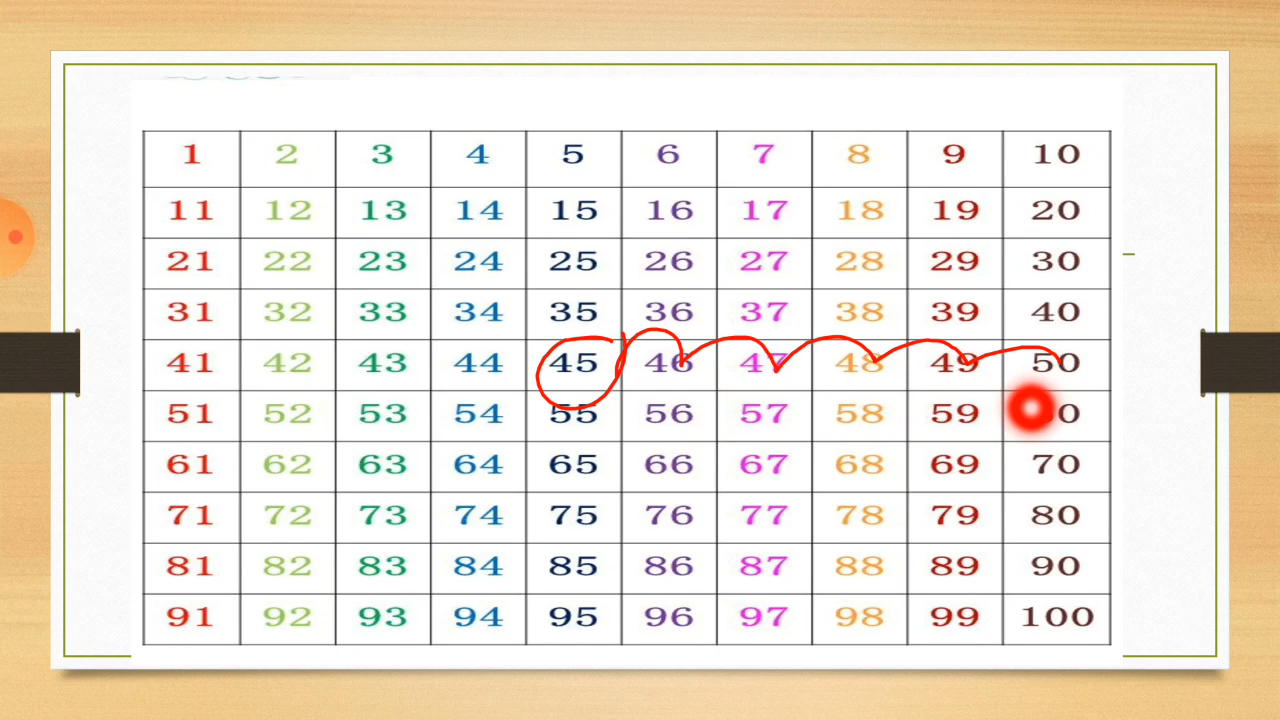 1 2 3 4 5 6 7 8 9 10
11 12 13 14 15 16 17 18 19 20
21 22 23 24 25 26 27 28 29 30
31 32 33 34 35 36 37 38 39 40
41 42 43 44 45 46 47 48 49 50
51 52 53 54 55 56 57 58 59 0
61 62 63 64 65 66 67 68 69 70
71 72 73 74 75 76 77 78 79 80
81 82 83 84 85 86 87 88 89 90
91 92 93 94 95 96 97 98 99 100